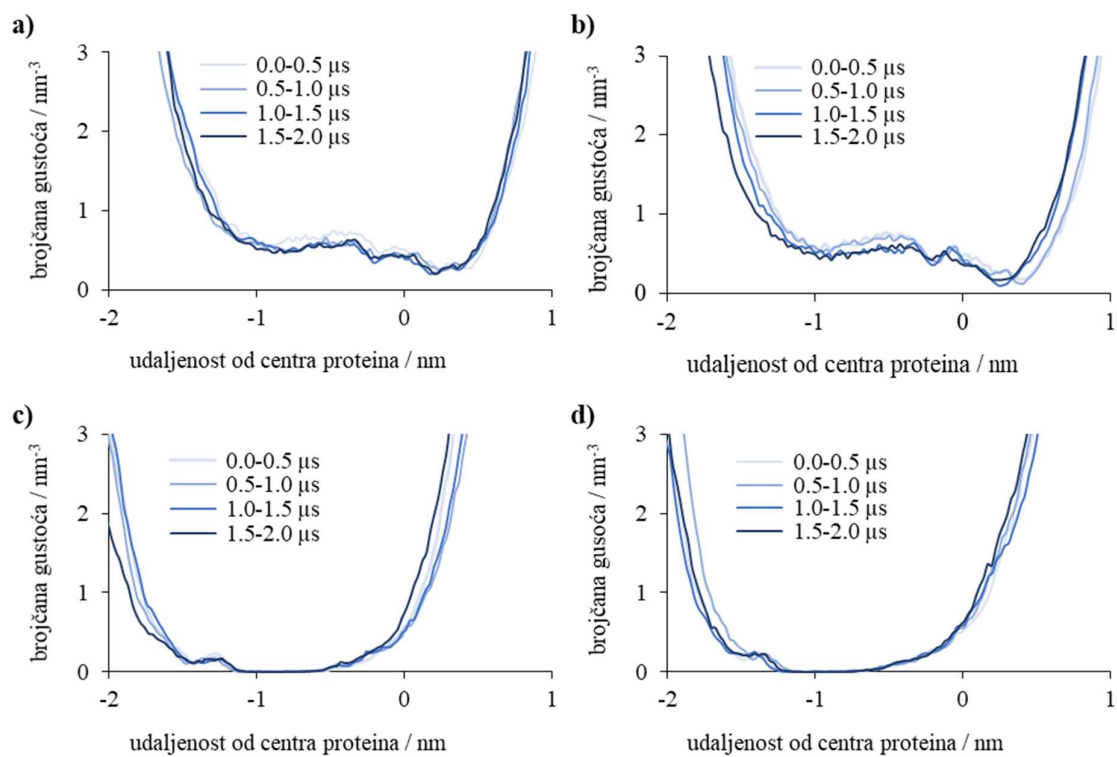 a)
brojčana gustoća / nm-3
3
2
1
0
-2
-1
0
1
0.0-0.5 µs
0.5-1.0 µs
1.0-1.5 µs
1.5-2.0 µs
udaljenost od centra proteina / nm
b)
brojčana gustoća / nm-3
3
2
1
0
-2
-1
0
1
0.0-0.5 µs
0.5-1.0 µs
1.0-1.5 µs
1.5-2.0 µs
udaljenost od centra proteina / nm
c)
brojčana gustoća / nm-3
3
2
1
0
-2
-1
0
1
0.0-0.5 µs
0.5-1.0 µs
1.0-1.5 µs
1.5-2.0 µs
udaljenost od centra proteina / nm
d)
brojčana gusoća / nm-3
3
2
1
0
-2
-1
0
1
0.0-0.5 µs
0.5-1.0 µs
1.0-1.5 µs
1.5-2.0 µs
udaljenost od centra proteina / nm